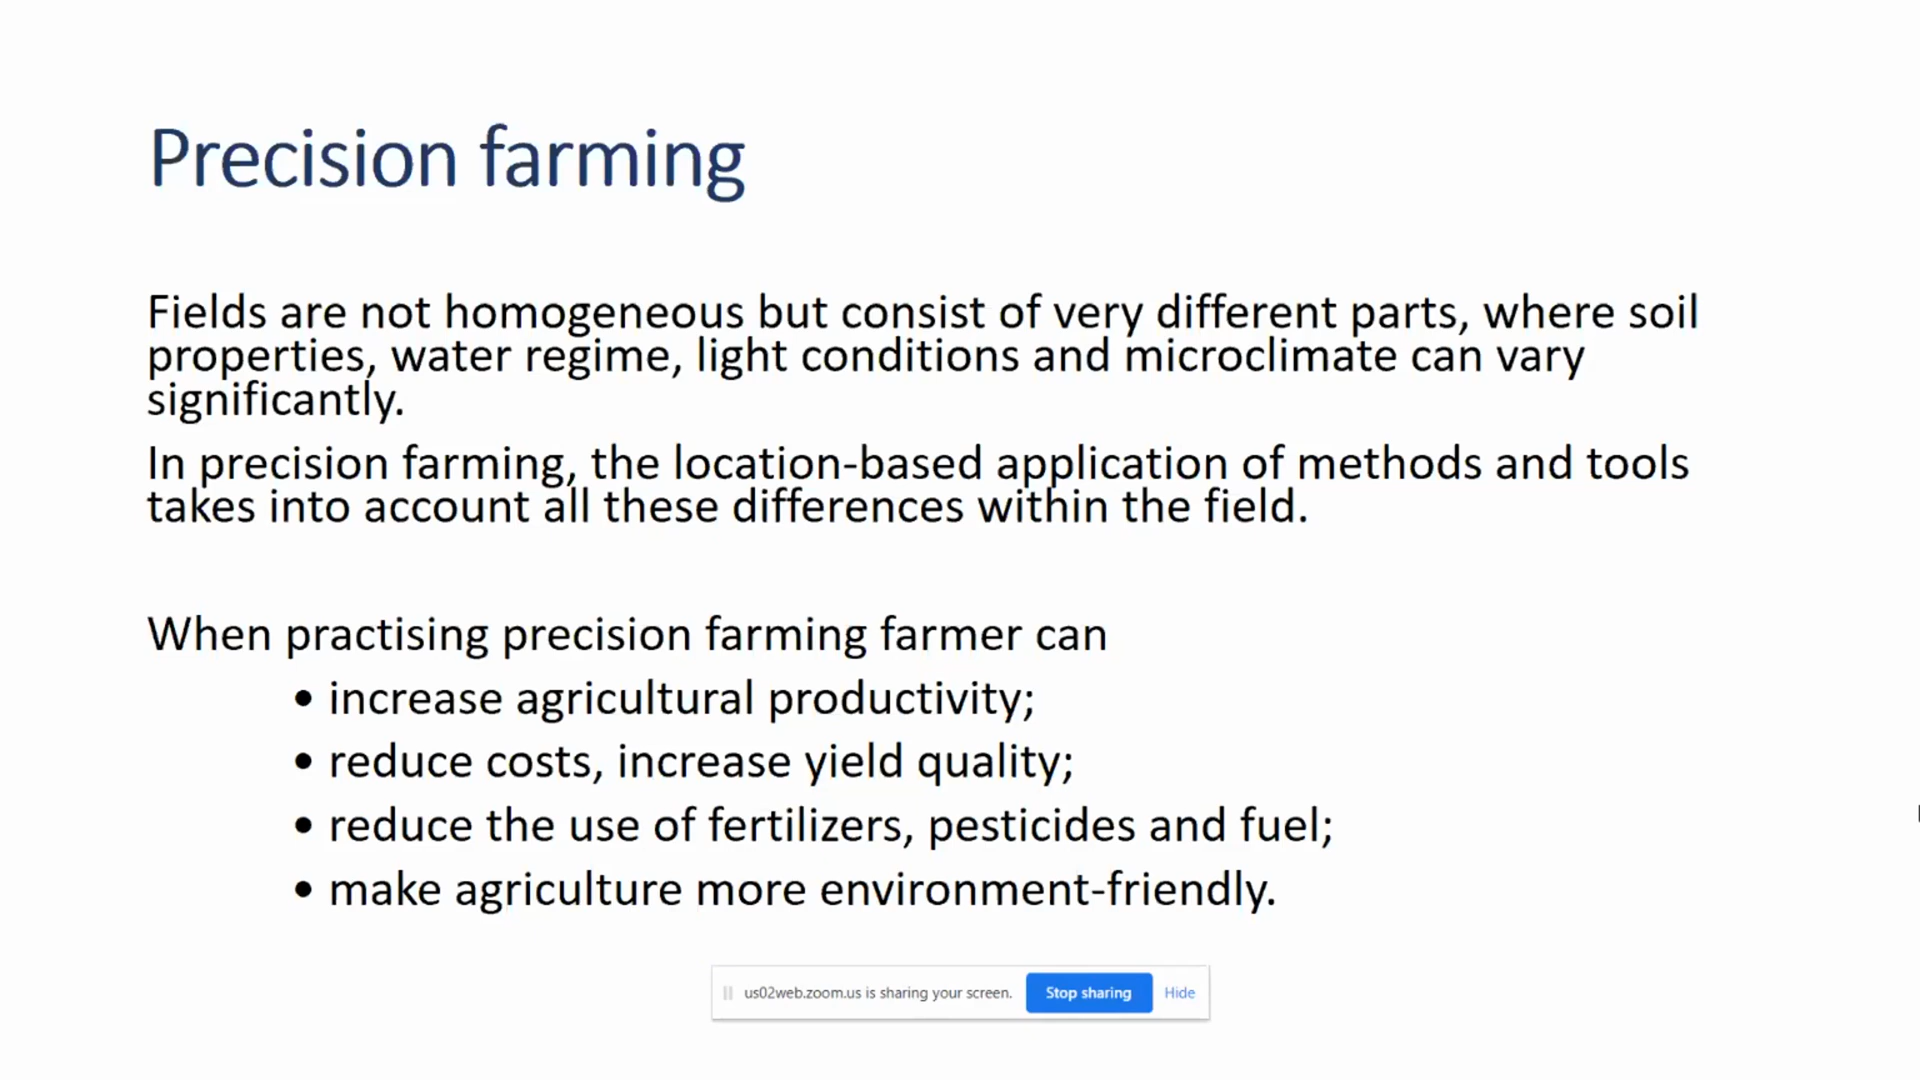 Precision farming
Fields are not homogeneous but consist of very different parts, where soil
properties, water regime, light conditions and microclimate can vary
significantly.
In precision farming, the location-based application of methods and tools
takes into account all these differences within the field.
When practising precision farming farmer can
• increase agricultural productivity;
• reduce costs, increase yield quality;
• reduce the use of fertilizers, pesticides and fuel;
• make agriculture more environment-friendly.
us02web.zoom.us is sharing your screen. Stop sharing Hide